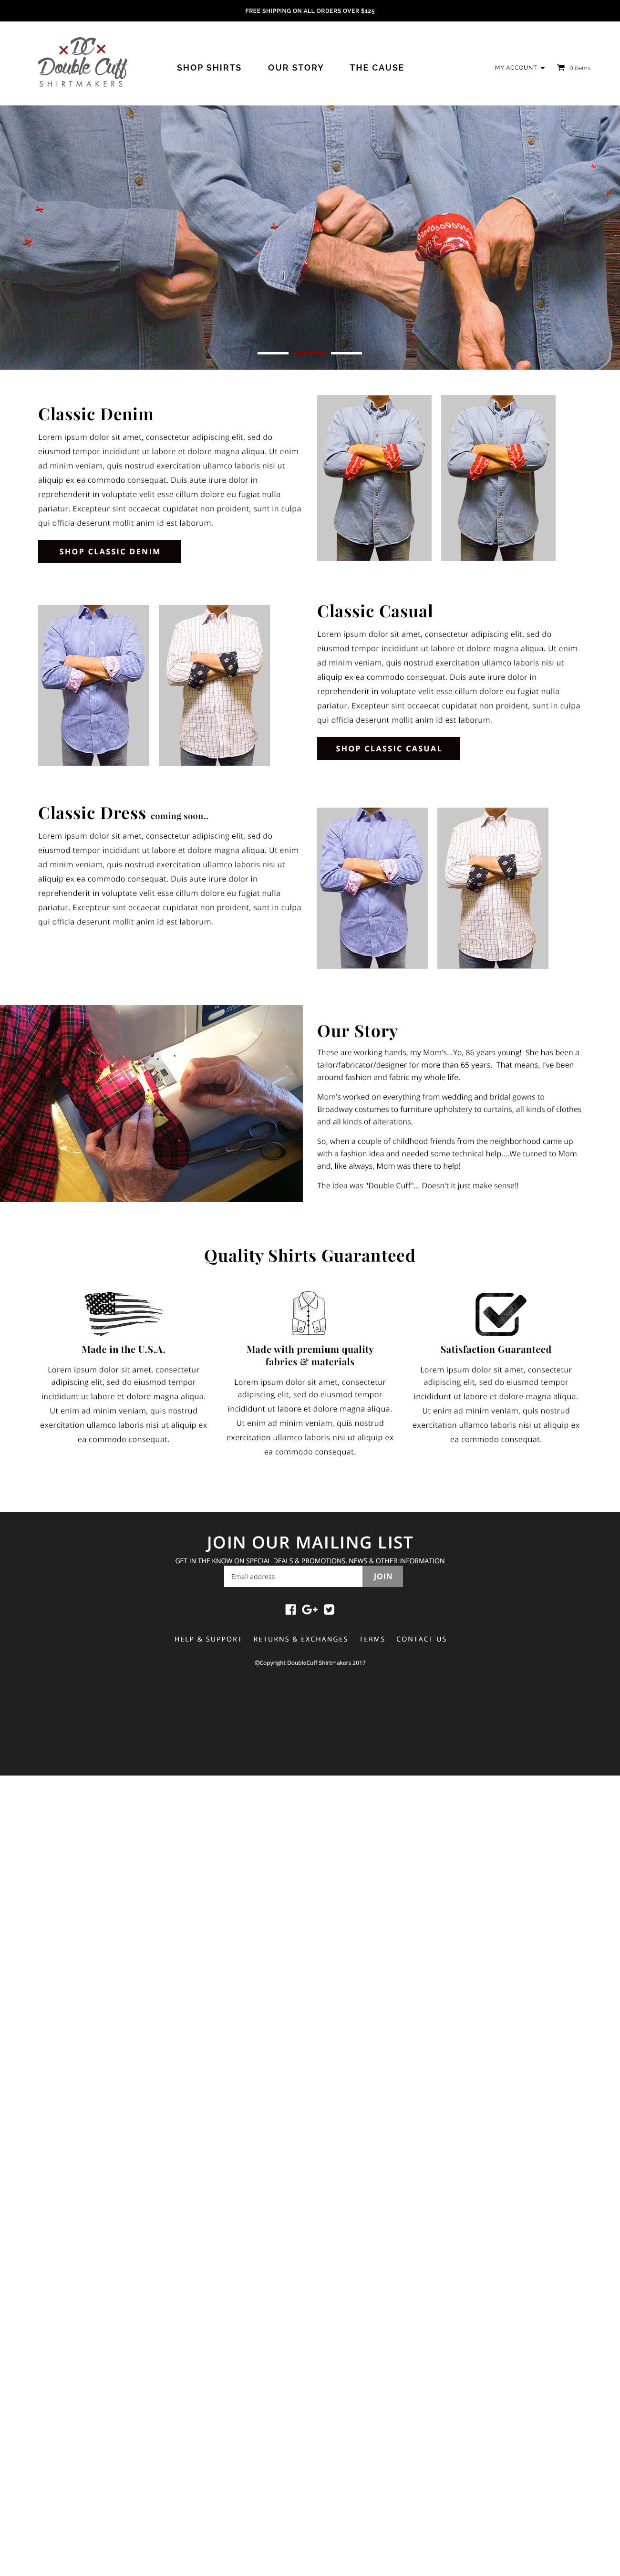 FREE SHIPPING ON ALL ORDERS OVER $125
DC
Double Cuff
SHIRTMAKERS
SHOP SHIRTS
OUR STORY
THE CAUSE
MY ACCOUNT
0 items
Classic Denim
Lorem ipsum dolor sit amet, consectetur adipiscing elit, sed do
eiusmod tempor incididunt ut labore et dolore magna aliqua. Ut enim
ad minim veniam, quis nostrud exercitation ullamco laboris nisi ut
aliquip ex ea commodo consequat. Duis aute irure dolor in
reprehenderit in voluptate velit esse cillum dolore eu fugiat nulla
pariatur. Excepteur sint occaecat cupidatat non proident, sunt in culpa
qui officia deserunt mollit anim id est laborum.
SHOP CLASSIC DENIM
Classic Casual
Lorem ipsum dolor sit amet, consectetur adipiscing elit, sed do
eiusmod tempor incididunt ut labore et dolore magna aliqua. Ut enim
ad minim veniam, quis nostrud exercitation ullamco laboris nisi ut
aliquip ex ea commodo consequat. Duis aute irure dolor in
reprehenderit in voluptate velit esse cillum dolore eu fugiat nulla
pariatur. Excepteur sint occaecat cupidatat non proident, sunt in culpa
qui officia deserunt mollit anim id est laborum.
SHOP CLASSIC CASUAL
Classic Dress coming soon..
Lorem ipsum dolor sit amet, consectetur adipiscing elit, sed do
eiusmod tempor incididunt ut labore et dolore magna aliqua. Ut enim
ad minim veniam, quis nostrud exercitation ullamco laboris nisi ut
aliquip ex ea commodo consequat. Duis aute irure dolor in
reprehenderit in voluptate velit esse cillum dolore eu fugiat nulla
pariatur. Excepteur sint occaecat cupidatat non proident, sunt in culpa
qui officia deserunt mollit anim id est laborum.
Our Story
These are working hands, my Mom's...Yo, 86 years young!  She has been a
tailor/fabricator/designer for more than 65 years.  That means, I've been
around fashion and fabric my whole life.
Mom's worked on everything from wedding and bridal gowns to
Broadway costumes to furniture upholstery to curtains, all kinds of clothes
and all kinds of alterations.
So, when a couple of childhood friends from the neighborhood came up
with a fashion idea and needed some technical help....We turned to Mom
and, like always, Mom was there to help!
The idea was "Double Cuff"... Doesn't it just make sense!!
Quality Shirts Guaranteed
Made in the U.S.A.
Lorem ipsum dolor sit amet, consectetur
adipiscing elit, sed do eiusmod tempor
incididunt ut labore et dolore magna aliqua.
Ut enim ad minim veniam, quis nostrud
exercitation ullamco laboris nisi ut aliquip ex
ea commodo consequat.
Made with premium quality
fabrics & materials
Lorem ipsum dolor sit amet, consectetur
adipiscing elit, sed do eiusmod tempor
incididunt ut labore et dolore magna aliqua.
Ut enim ad minim veniam, quis nostrud
exercitation ullamco laboris nisi ut aliquip ex
ea commodo consequat.
Satisfaction Guaranteed
Lorem ipsum dolor sit amet, consectetur
adipiscing elit, sed do eiusmod tempor
incididunt ut labore et dolore magna aliqua.
Ut enim ad minim veniam, quis nostrud
exercitation ullamco laboris nisi ut aliquip ex
ea commodo consequat.
JOIN OUR MAILING LIST
GET IN THE KNOW ON SPECIAL DEALS & PROMOTIONS, NEWS & OTHER INFORMATION
Email address
JOIN
HELP & SUPPORT
RETURNS & EXCHANGES
TERMS
CONTACT US
©Copyright DoubleCuff Shirtmakers 2017